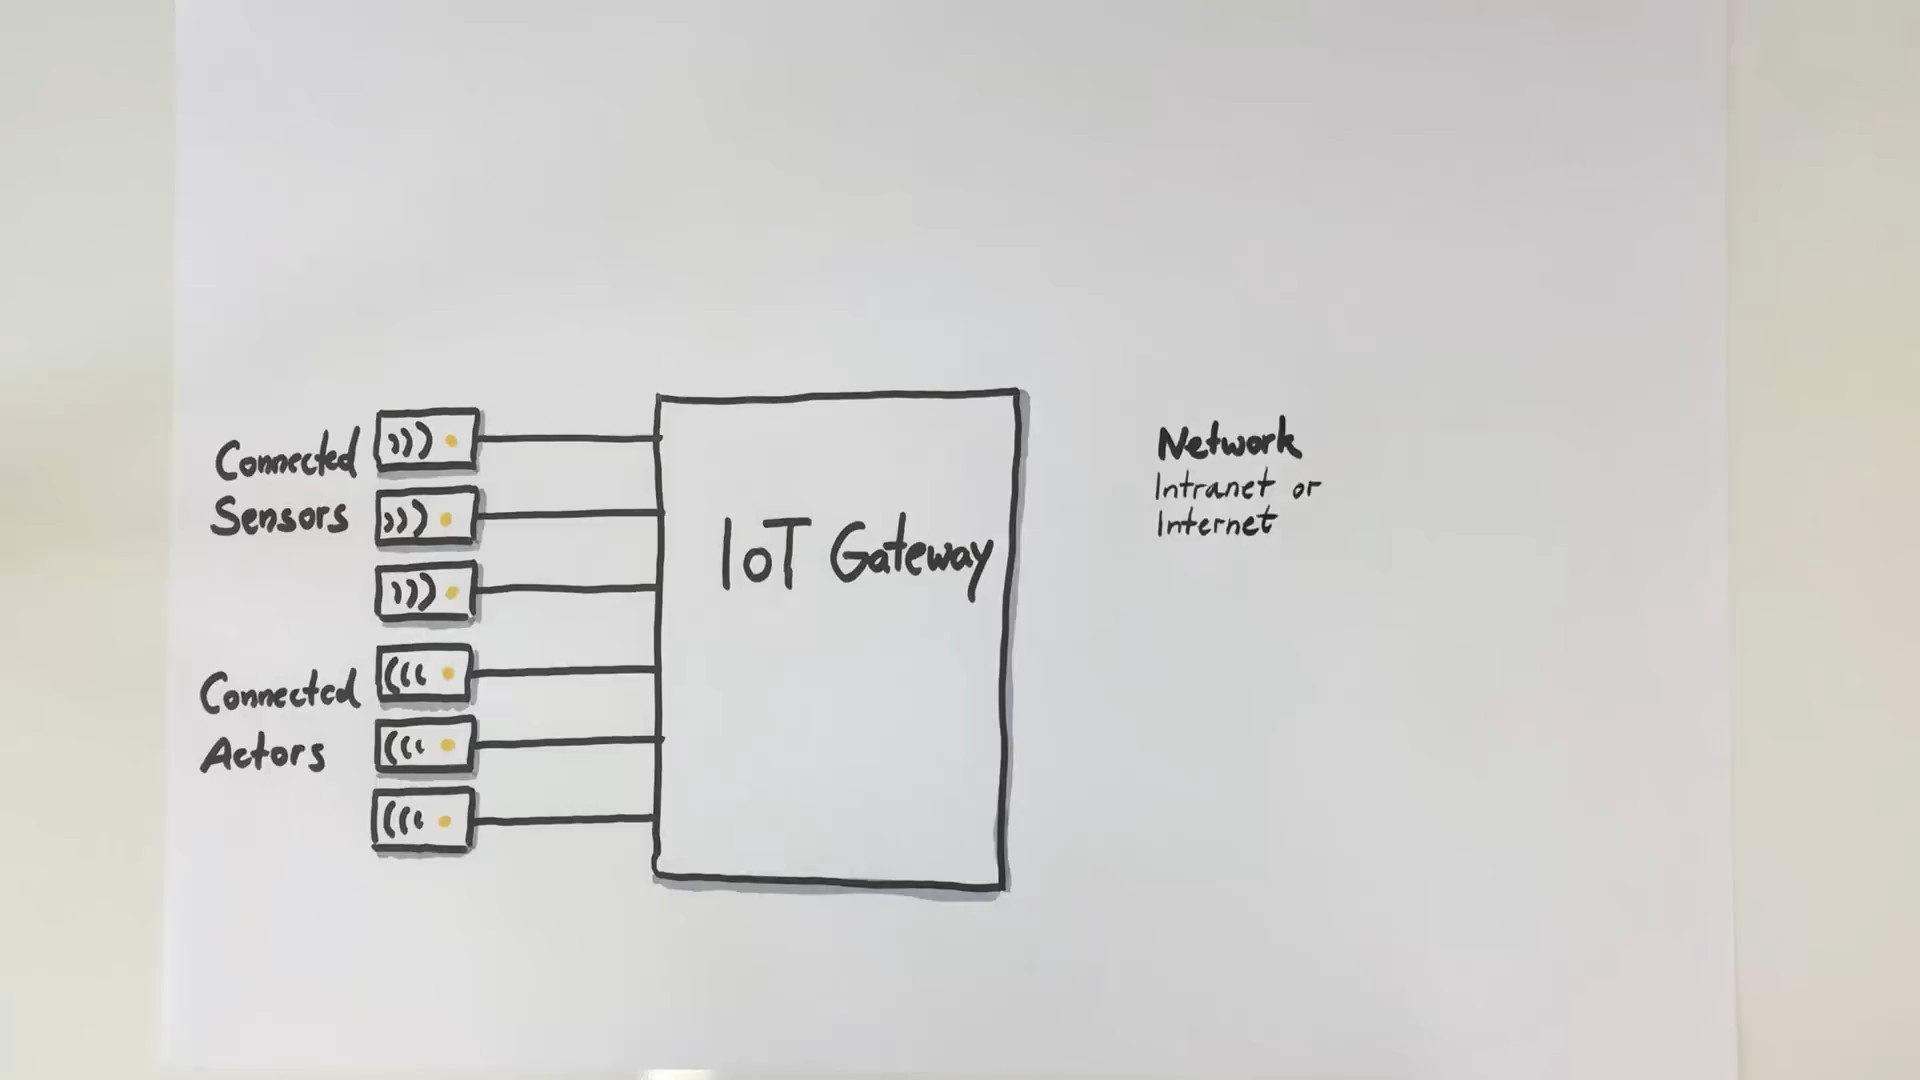 Connected
Sensors
Connected
Actors
IoT Gateway
Network
Intranet or
Internet